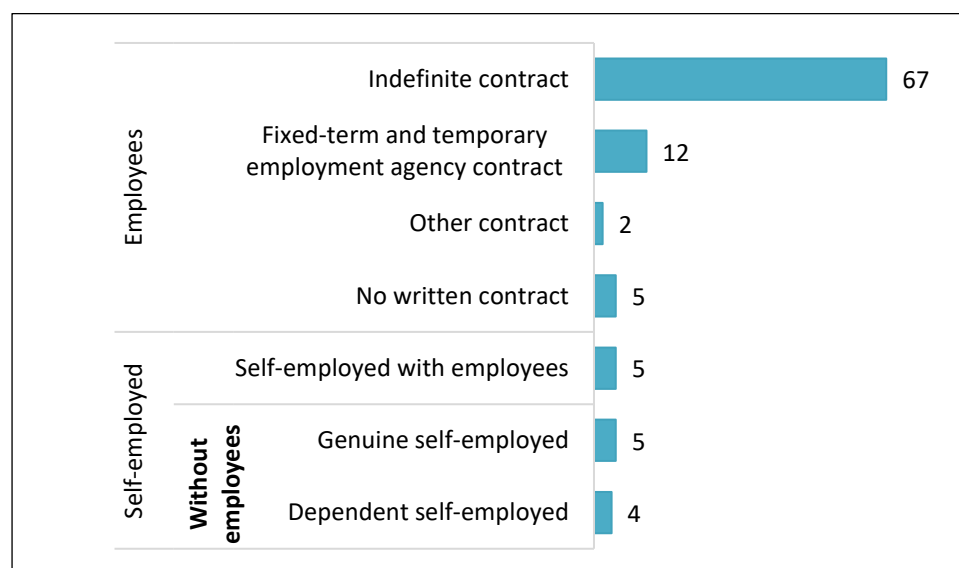 Employees
Indefinite contract
67
Fixed-term and temporary
employment agency contract
12
Other contract
2
No written contract
5
Self-employed
Self-employed with employees
5
Without
employees
Genuine self-employed
5
Dependent self-employed
4